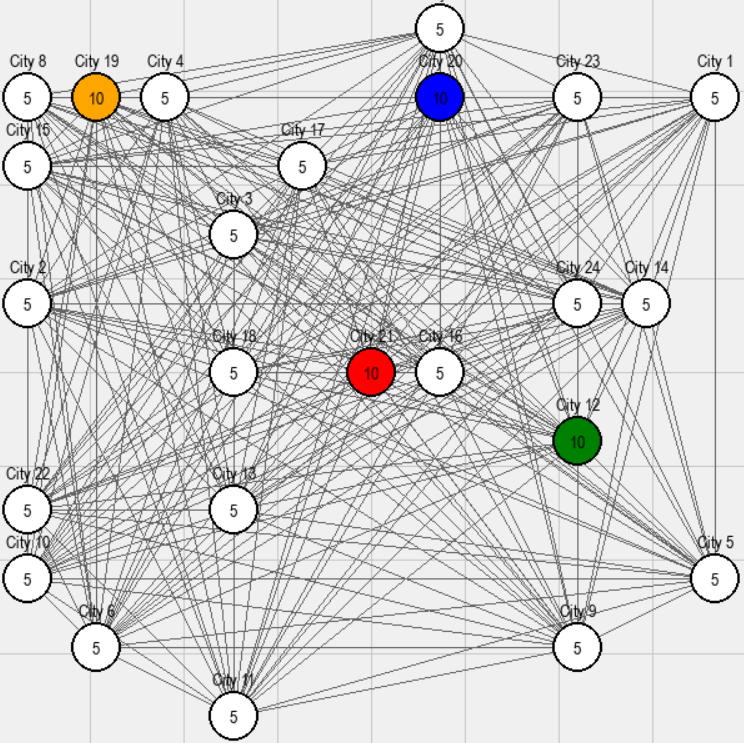 5
City 8 City 19 City 4 City 20 City 23 City 1
5 10 5 10 5 5
City 15 City 17
5 5
City 3
5
City 2 City 24 City 14
5 5 5
City 18 City 21 City 16
5 10 5
City 12
10
City 22 City 13
5 5
City 10 City 5
5 5
City 6 City 9
5 5
City 11
5